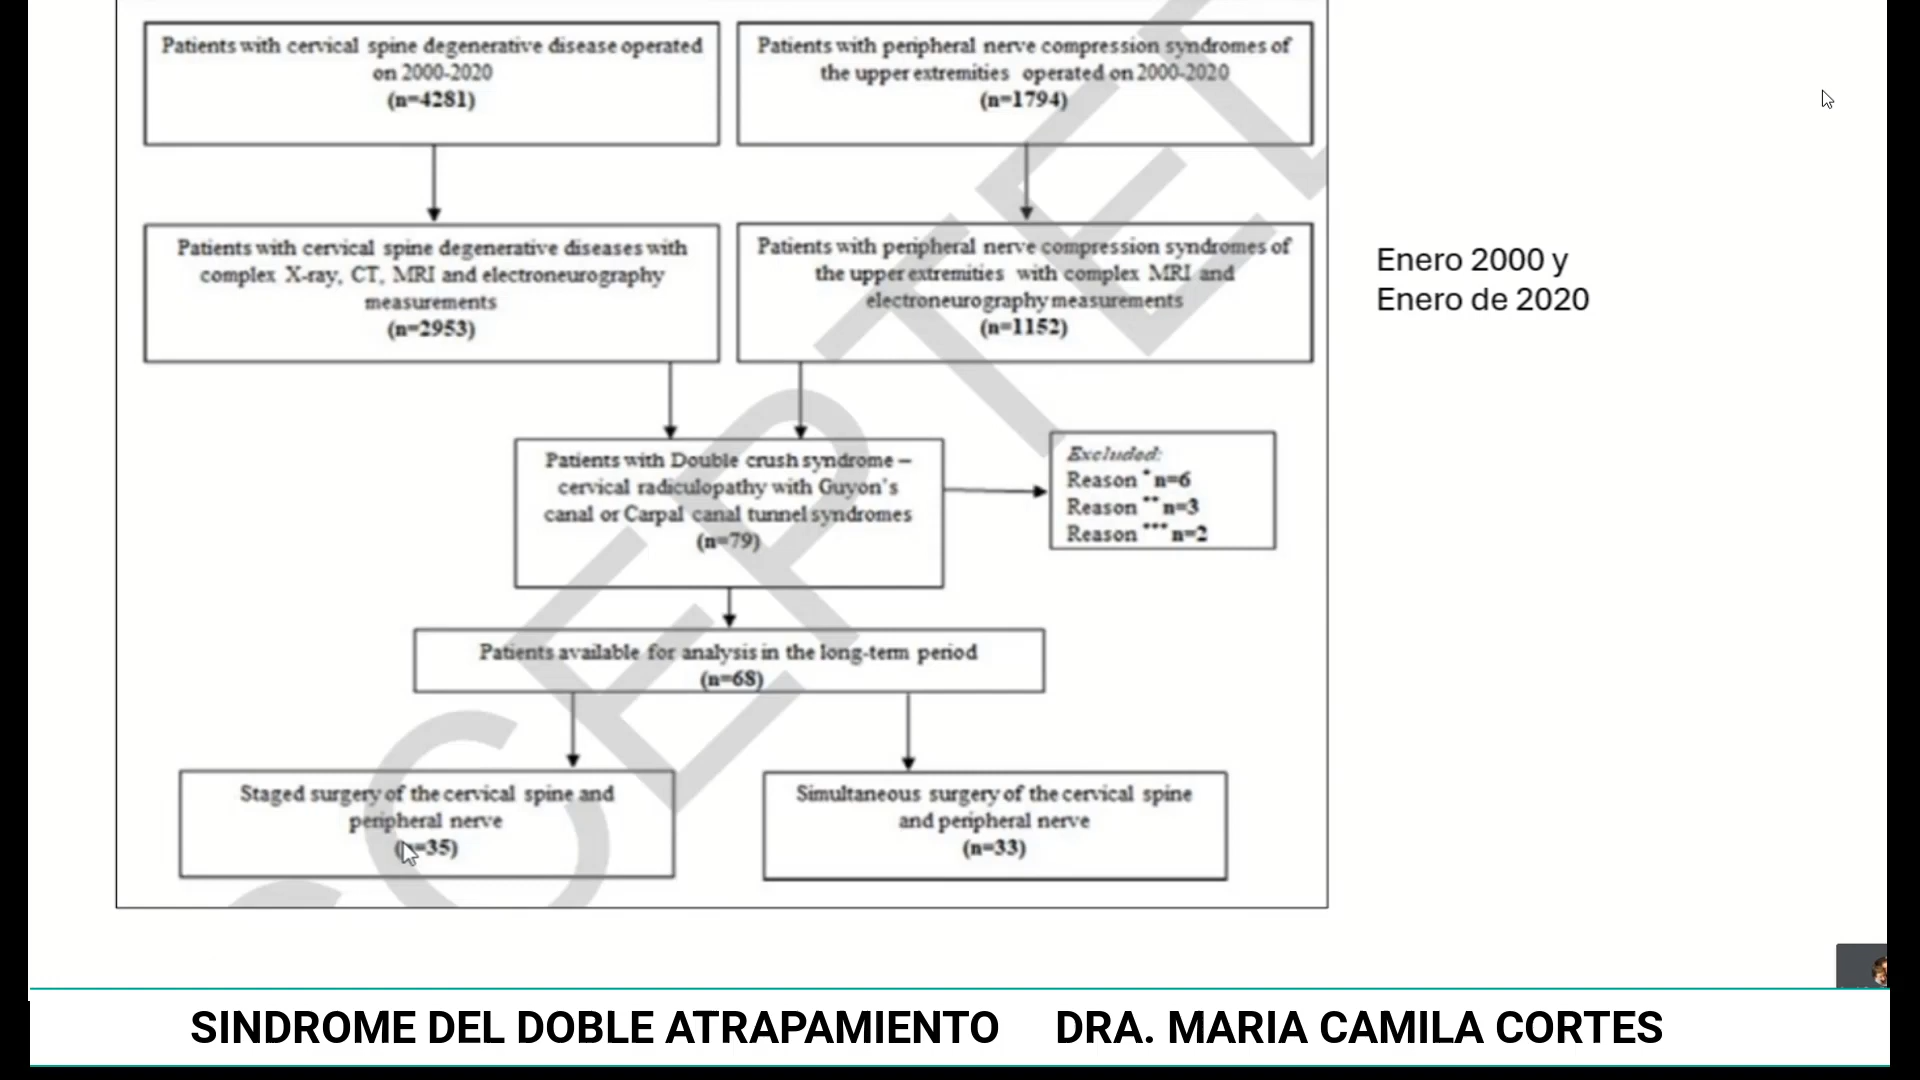 Patients with cervical spine degenerative disease operated
on 2000-2020
(n=4281)
Patients with peripheral nerve compression syndromes of
the upper extremities operated on 2000-2020
(n=1794)
Patients with cervical spine degenerative diseases with
complex X-ray, CT, MRI and electroneurography
measurements
(n=2953)
Patients with peripheral nerve compression syndromes of
the upper extremities with complex MRI and
electroneurography measurements
(n=1152)
Enero 2000 y
Enero de 2020
Patients with Double crush syndrome –
cervical radiculopathy with Guyon's
canal or Carpal canal tunnel syndromes
(n=79)
Excluded:
Reason * n=6
Reason ** n=3
Reason *** n=2
Patients available for analysis in the long-term period
(n=68)
Staged surgery of the cervical spine and
peripheral nerve
(n=35)
Simultaneous surgery of the cervical spine
and peripheral nerve
(n=33)
CCEPTED
SINDROME DEL DOBLE ATRAPAMIENTO DRA. MARIA CAMILA CORTES